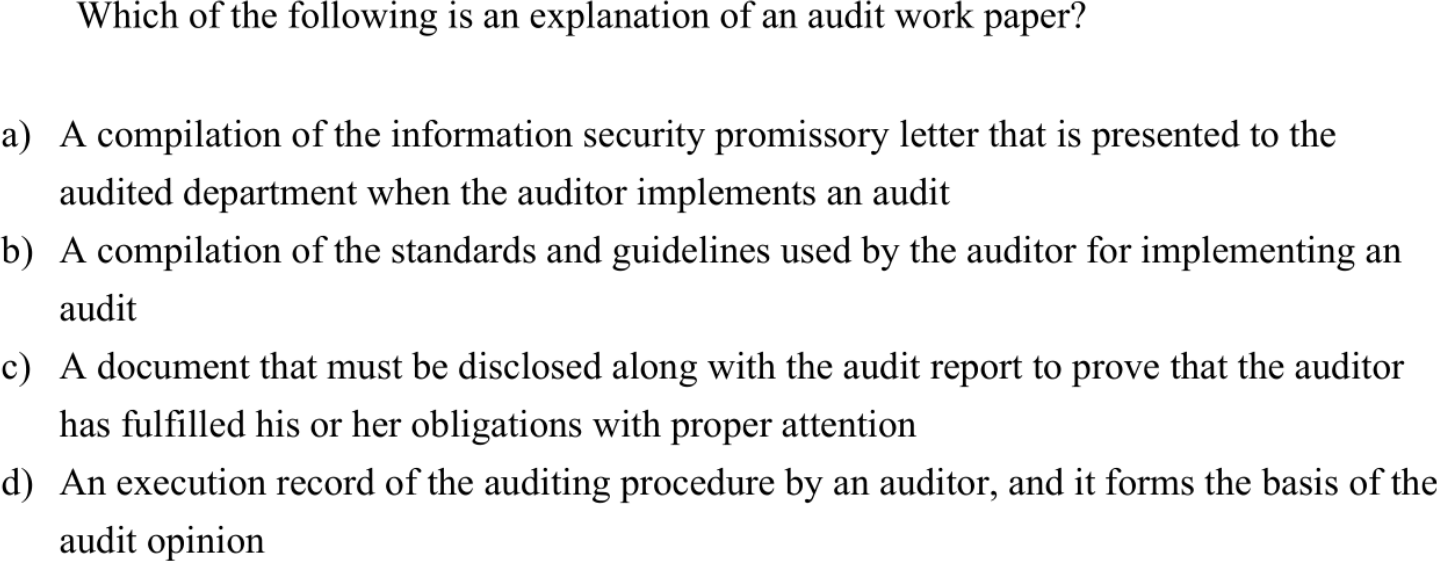 Which of the following is an explanation of an audit work paper?
a) A compilation of the information security promissory letter that is presented to the
audited department when the auditor implements an audit
b) A compilation of the standards and guidelines used by the auditor for implementing an
audit
c) A document that must be disclosed along with the audit report to prove that the auditor
has fulfilled his or her obligations with proper attention
d) An execution record of the auditing procedure by an auditor, and it forms the basis of the
audit opinion